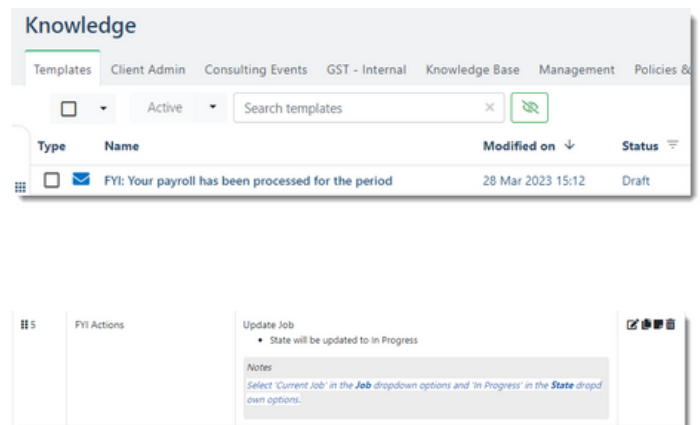 Knowledge
Templates Client Admin Consulting Events GST - Internal Knowledge Base Management Policies &
Active Search templates
Type Name Modified on Status
FYI: Your payroll has been processed for the period 28 Mar 2023 15:12 Draft
5 FYI Actions Update Job
State will be updated to In Progress
Notes
Select 'Current Job' in the Job dropdown options and 'In Progress' in the State dropd
own options.